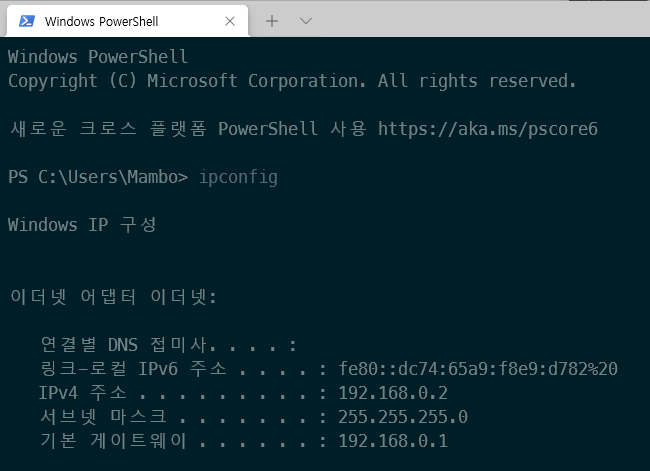 Windows PowerShell
Windows PowerShell
Copyright (C) Microsoft Corporation. All rights reserved.
새로운 크로스 플랫폼 PowerShell 사용 https://aka.ms/pscore6
PS C:\Users\Mambo> ipconfig
Windows IP 구성
이더넷 어댑터 이더넷:
연결별 DNS 접미사. . . . :
링크-로컬 IPv6 주소 . . . . : fe80::dc74:65a9:f8e9:d782%20
IPv4 주소 . . . . . . . . . : 192.168.0.2
서브넷 마스크 . . . . . . . : 255.255.255.0
기본 게이트웨이 . . . . . . : 192.168.0.1